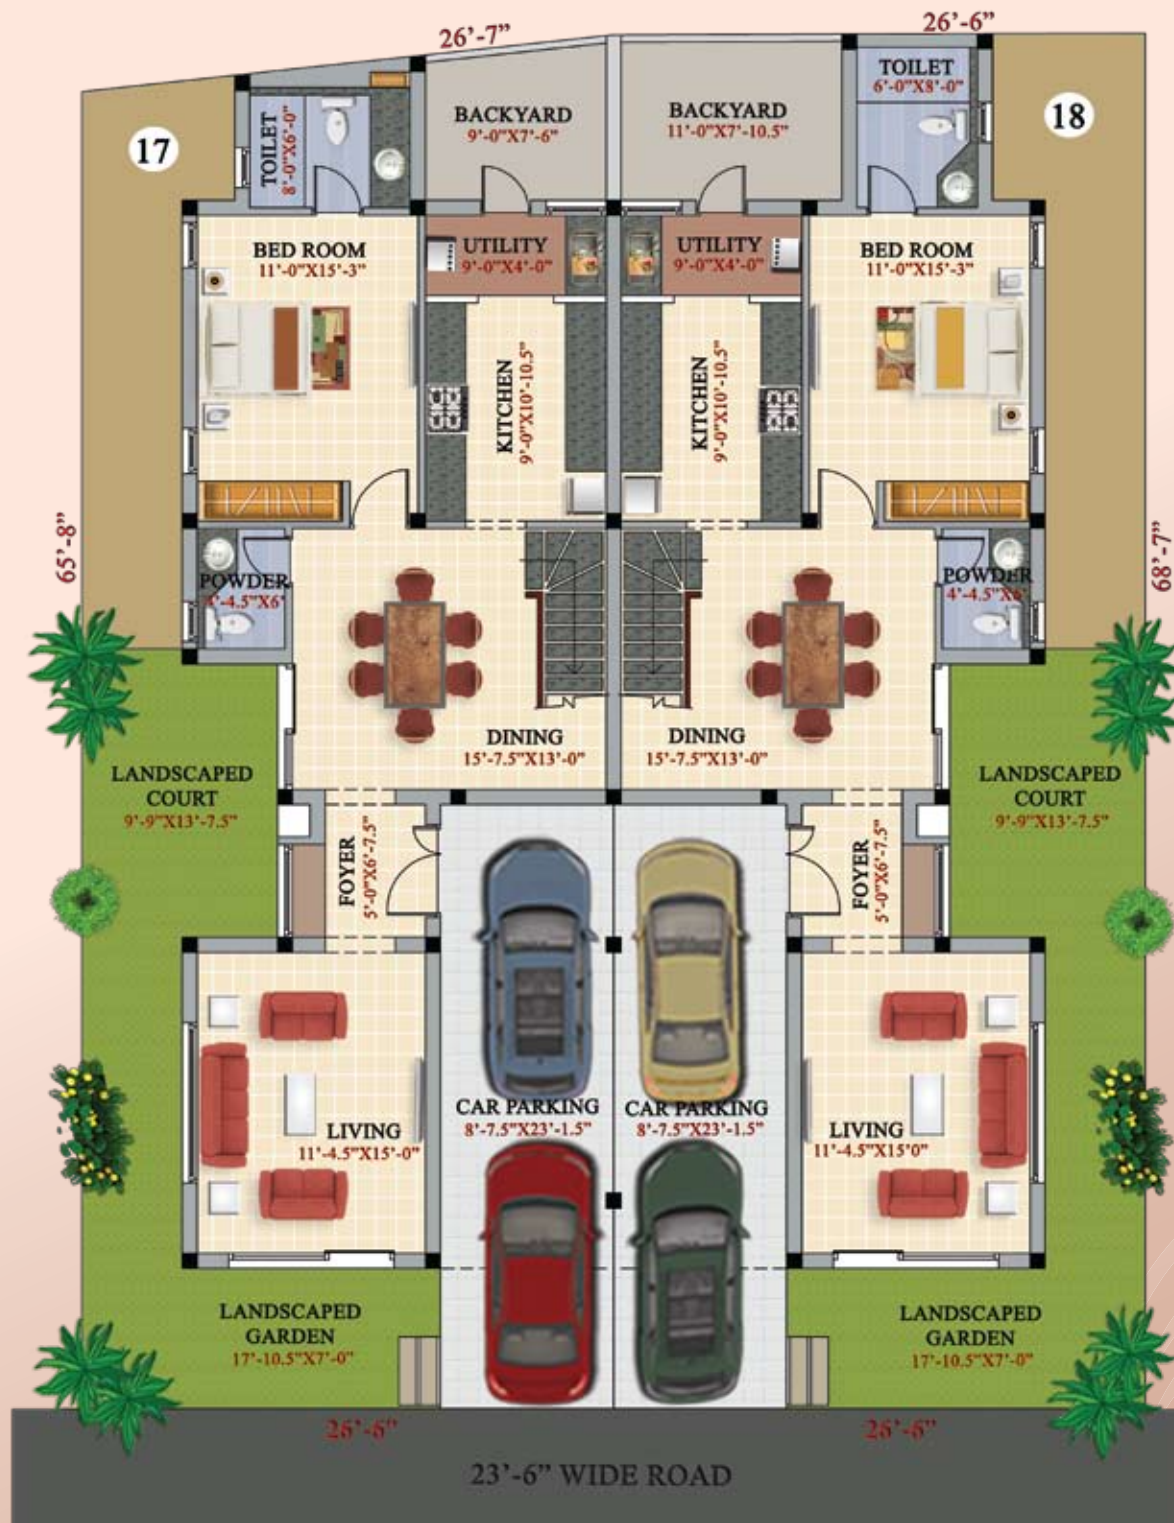 26'-7"
26'-6"
17
TOILET
8'-0"X6'-0"
BACKYARD
9'-0"X7'-6"
BACKYARD
11'-0"X7'-10.5"
TOILET
6'-0"X8'-0"
18
BED ROOM
11'-0"X15'-3"
UTILITY
9'-0"X4'-0"
UTILITY
9'-0"X4'-0"
BED ROOM
11'-0"X15'-3"
KITCHEN
9'-0"X10'-10.5"
KITCHEN
9'-0"X10'-10.5"
65'-8"
68'-7"
POWDER
4'-4.5"X6'
POWDER
4'-4.5"X6'
DINING
15'-7.5"X13'-0"
DINING
15'-7.5"X13'-0"
LANDSCAPED
COURT
9'-9"X13'-7.5"
LANDSCAPED
COURT
9'-9"X13'-7.5"
FOYER
5'-0"X6'-7.5"
FOYER
5'-0"X6'-7.5"
CAR PARKING
8'-7.5"X23'-1.5"
CAR PARKING
8'-7.5"X23'-1.5"
LIVING
11'-4.5"X15'-0"
LIVING
11'-4.5"X15'0"
LANDSCAPED
GARDEN
17'-10.5"X7'-0"
LANDSCAPED
GARDEN
17'-10.5"X7'-0"
26'-6"
26'-6"
23'-6" WIDE ROAD